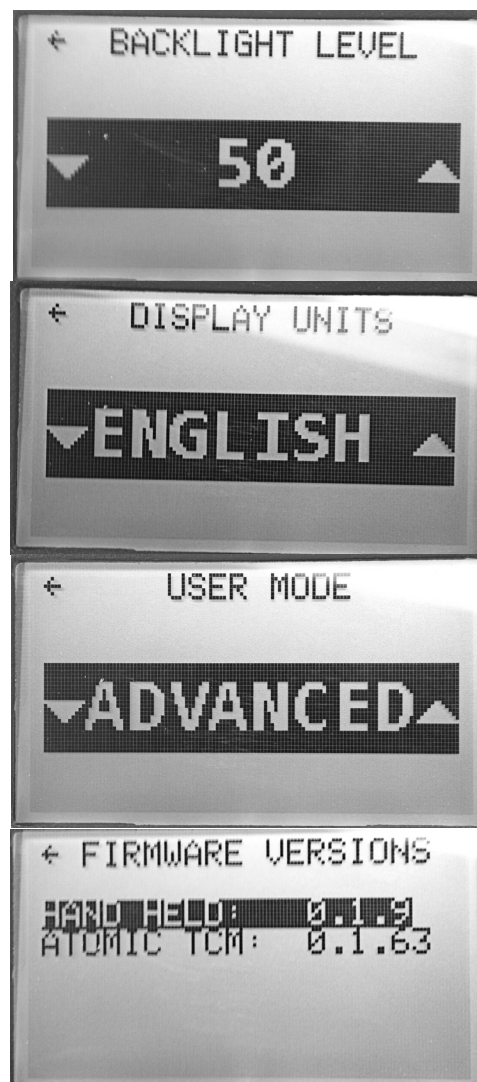 ← BACKLIGHT LEVEL
50
← DISPLAY UNITS
ENGLISH
← USER MODE
ADVANCED
← FIRMWARE VERSIONS
HAND HELD: 0.1.9
ATOMIC TCM: 0.1.63